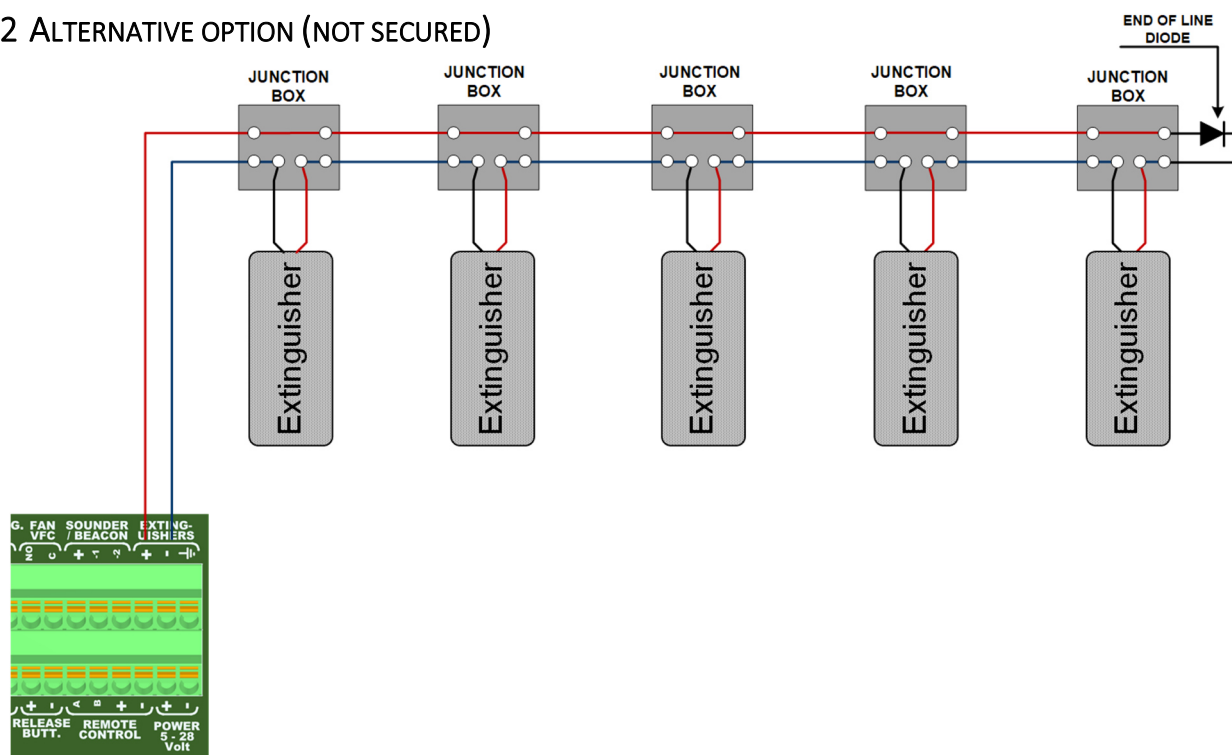 2 ALTERNATIVE OPTION (NOT SECURED)
END OF LINE
DIODE
JUNCTION
BOX
JUNCTION
BOX
JUNCTION
BOX
JUNCTION
BOX
JUNCTION
BOX
Extinguisher
Extinguisher
Extinguisher
Extinguisher
Extinguisher
G. FAN SOUNDER EXTING-
VFC / BEACON UISHERS
NO C + -1 -2 + -
+ - A B + - + -
RELEASE REMOTE POWER
BUTT. CONTROL 5 - 28
Volt